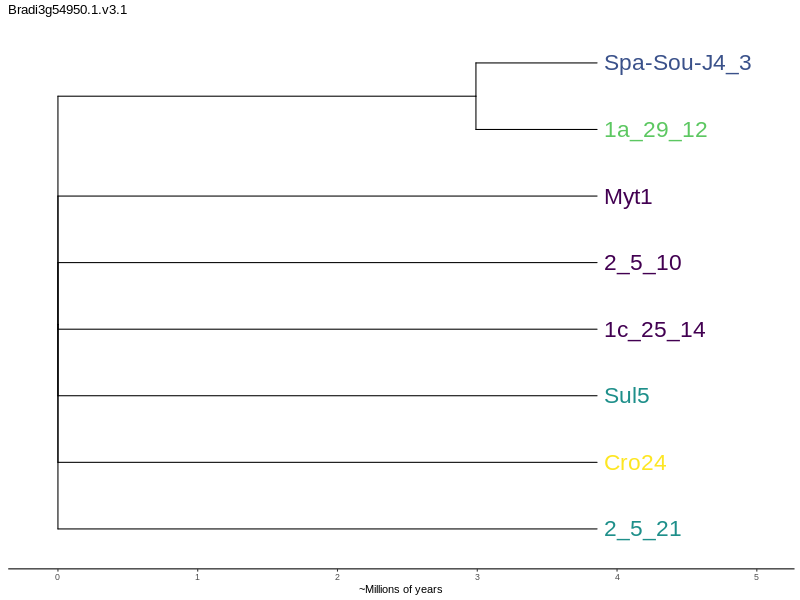 Bradi3g54950.1.v3.1
Spa-Sou-J4_3
1a_29_12
Myt1
2_5_10
1c_25_14
Sul5
Cro24
2_5_21
0 1 2 3 4 5
~Millions of years